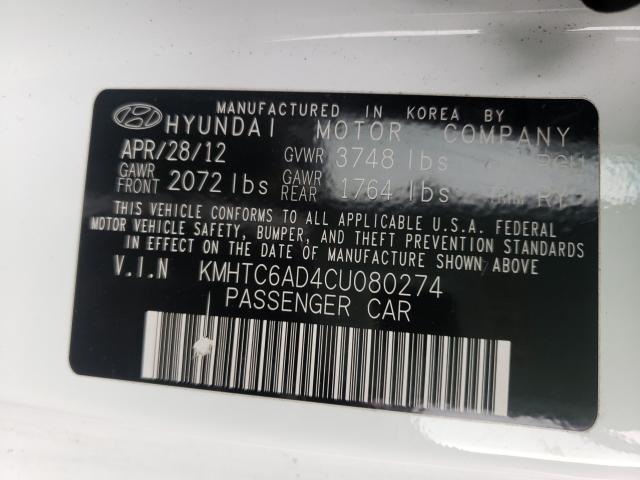 MANUFACTURED IN KOREA BY
HYUNDAI MOTOR COMPANY
APR/28/12 GVWR 3748 lbs
GAWR FRONT 2072 lbs GAWR REAR 1764 lbs TRIM RY
THIS VEHICLE CONFORMS TO ALL APPLICABLE U.S.A. FEDERAL
MOTOR VEHICLE SAFETY, BUMPER, AND THEFT PREVENTION STANDARDS
IN EFFECT ON THE DATE OF MANUFACTURE SHOWN ABOVE.
V.I.N KMHTC6AD4CU080274
PASSENGER CAR